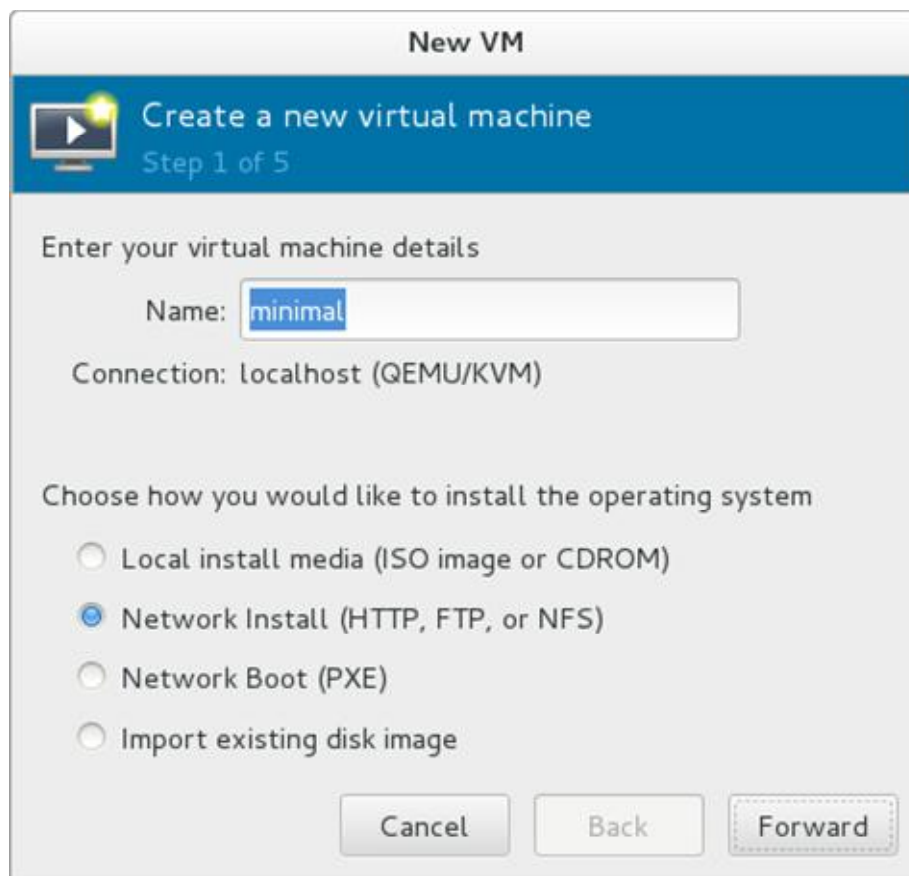 New VM
Create a new virtual machine
Step 1 of 5
Enter your virtual machine details
Name: minimal
Connection: localhost (QEMU/KVM)
Choose how you would like to install the operating system
Local install media (ISO image or CDROM)
Network Install (HTTP, FTP, or NFS)
Network Boot (PXE)
Import existing disk image
Cancel Back Forward